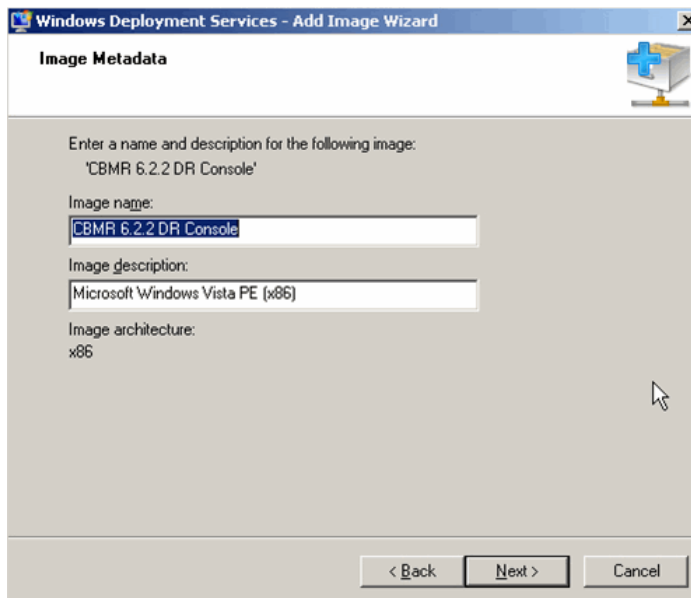 Windows Deployment Services - Add Image Wizard
Image Metadata
Enter a name and description for the following image:
'CBMR 6.2.2 DR Console'
Image name:
CBMR 6.2.2 DR Console
Image description:
Microsoft Windows Vista PE (x86)
Image architecture:
x86
< Back Next > Cancel